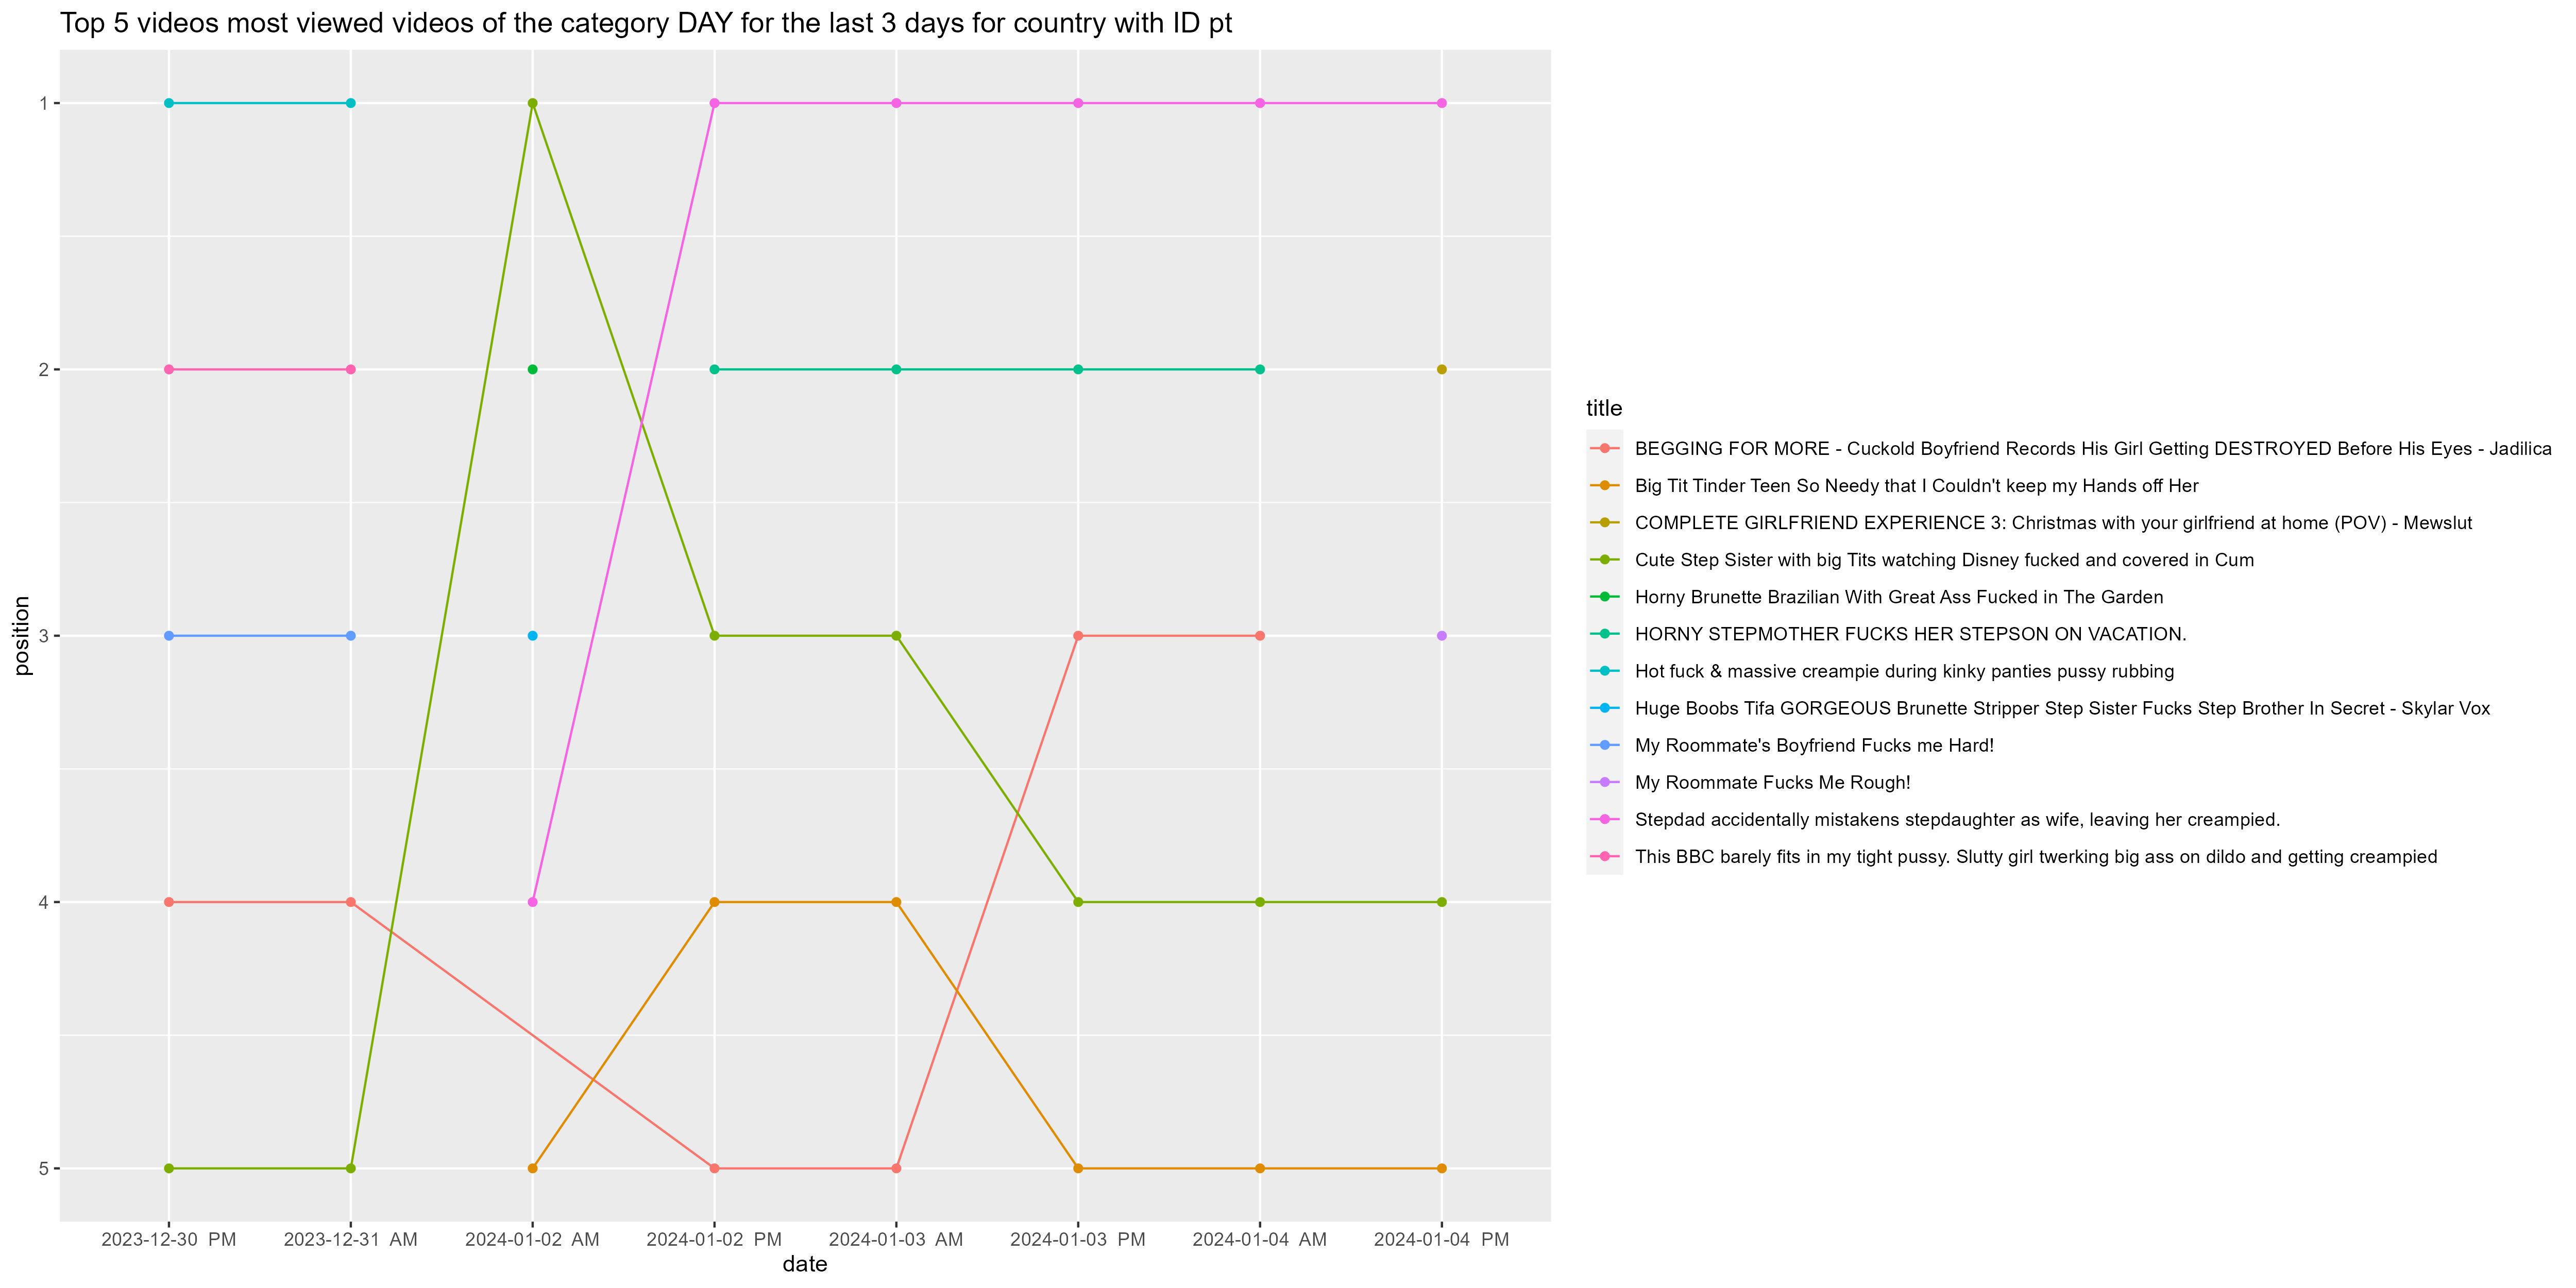 Top 5 videos most viewed videos of the category DAY for the last 3 days for country with ID pt
position
1
2
3
4
5
2023-12-30 PM
2023-12-31 AM
2024-01-02 AM
2024-01-02 PM
2024-01-03 AM
2024-01-03 PM
2024-01-04 AM
2024-01-04 PM
date
title
BEGGING FOR MORE - Cuckold Boyfriend Records His Girl Getting DESTROYED Before His Eyes - Jadilica
Big Tit Tinder Teen So Needy that I Couldn't keep my Hands off Her
COMPLETE GIRLFRIEND EXPERIENCE 3: Christmas with your girlfriend at home (POV) - Mewslut
Cute Step Sister with big Tits watching Disney fucked and covered in Cum
Horny Brunette Brazilian With Great Ass Fucked in The Garden
HORNY STEPMOTHER FUCKS HER STEPSON ON VACATION.
Hot fuck & massive creampie during kinky panties pussy rubbing
Huge Boobs Tifa GORGEOUS Brunette Stripper Step Sister Fucks Step Brother In Secret - Skylar Vox
My Roommate's Boyfriend Fucks me Hard!
My Roommate Fucks Me Rough!
Stepdad accidentally mistakens stepdaughter as wife, leaving her creampied.
This BBC barely fits in my tight pussy. Slutty girl twerking big ass on dildo and getting creampied